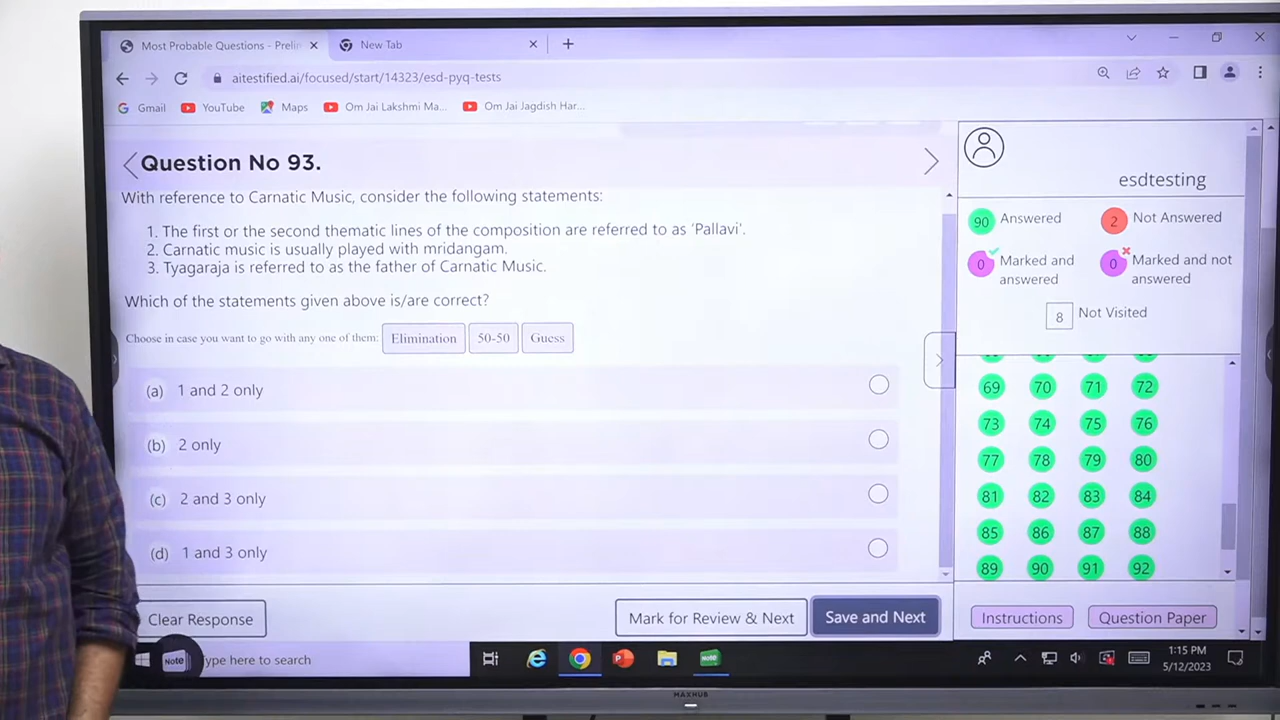 Most Probable Questions - Prelin
New Tab
aitestified.ai/focused/start/14323/esd-pyq-tests
Gmail
YouTube
Maps
Om Jai Lakshmi Ma...
Om Jai Jagdish Har...
Question No 93.
With reference to Carnatic Music, consider the following statements:
1. The first or the second thematic lines of the composition are referred to as 'Pallavi'.
2. Carnatic music is usually played with mridangam.
3. Tyagaraja is referred to as the father of Carnatic Music.
Which of the statements given above is/are correct?
Choose in case you want to go with any one of them: Elimination 50-50 Guess
(a) 1 and 2 only
(b) 2 only
(c) 2 and 3 only
(d) 1 and 3 only
Clear Response
Mark for Review & Next
Save and Next
esdtesting
90 Answered
2 Not Answered
0 Marked and answered
0 Marked and not answered
8 Not Visited
69 70 71 72
73 74 75 76
77 78 79 80
81 82 83 84
85 86 87 88
89 90 91 92
Instructions
Question Paper
Note
ype here to search
Note
1:15 PM
5/12/2023
MAXHUB